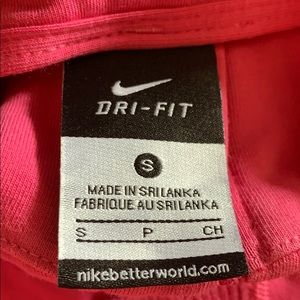 DRI-FIT
S
MADE IN SRI LANKA
FABRIQUE AU SRI LANKA
S P CH
nikebetterworld.com